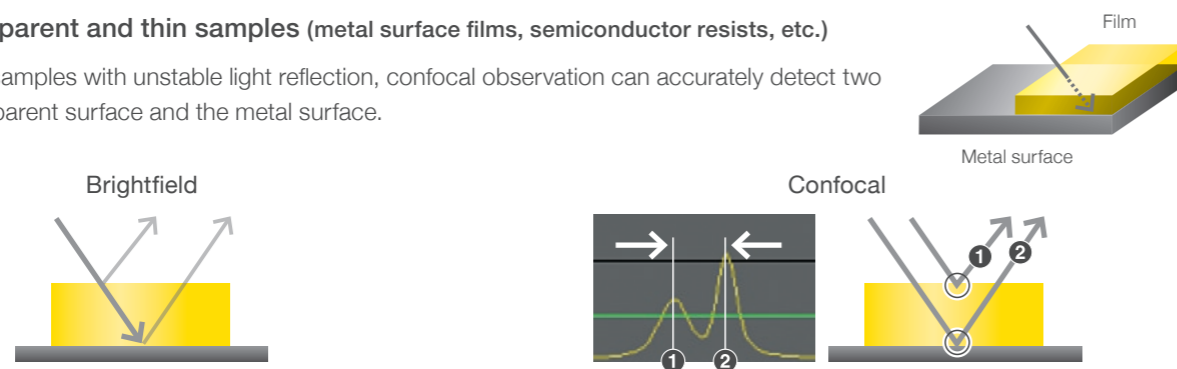 parent and thin samples (metal surface films, semiconductor resists, etc.)
Film
samples with unstable light reflection, confocal observation can accurately detect two
parent surface and the metal surface.
Metal surface
Brightfield
Confocal
1 2
1 2